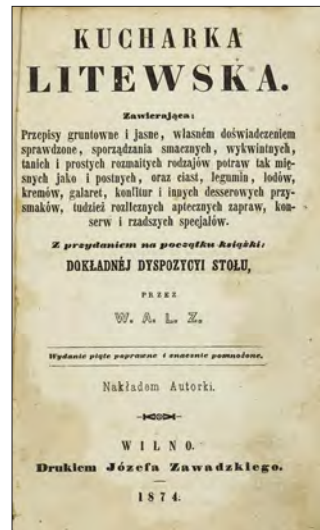 KUCHARKA
LITEWSKA.
Zawierająca:
Przepisy gruntowne i jasne, własném doświadczeniem
sprawdzone, sporządzania smacznych, wykwintnych,
tanich i prostych rozmaitych rodzajów potraw tak mię-
snych jako i postnych, oraz ciast, legumin, lodów,
kremów, galaret, konfitur i innych desserowych przy-
smaków, tudzież rozlicznych aptecznych zapraw, kon-
serw i rzadszych specjałów.
Z przydaniem na początku książki:
DOKŁADNÉJ DYSPOZYCYI STOŁU,
PRZEZ
W. A. L. Z.
Wydanie piąte poprawne i znacznie pomnożone.
Nakładem Autorki.
WILNO.
Drukiem Józefa Zawadzkiego.
1874.